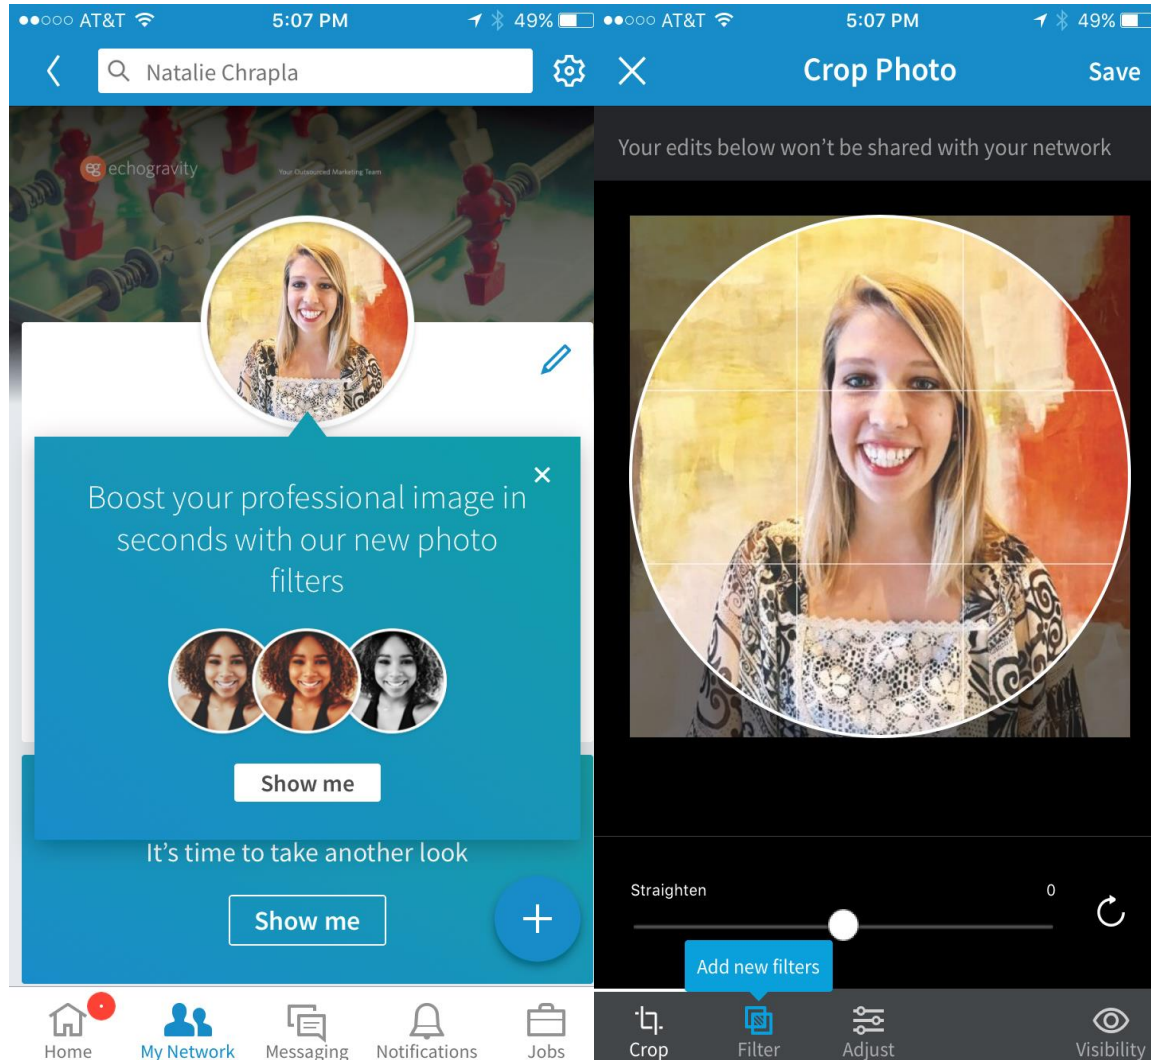 AT&T 5:07 PM 49%
Natalie Chrapla
eg echogravity
Your Outsourced Marketing Team
Boost your professional image in
seconds with our new photo
filters
Show me
It's time to take another look
Show me
Home My Network Messaging Notifications Jobs
AT&T 5:07 PM 49%
Crop Photo Save
Your edits below won't be shared with your network
Straighten 0
Add new filters
Crop Filter Adjust Visibility